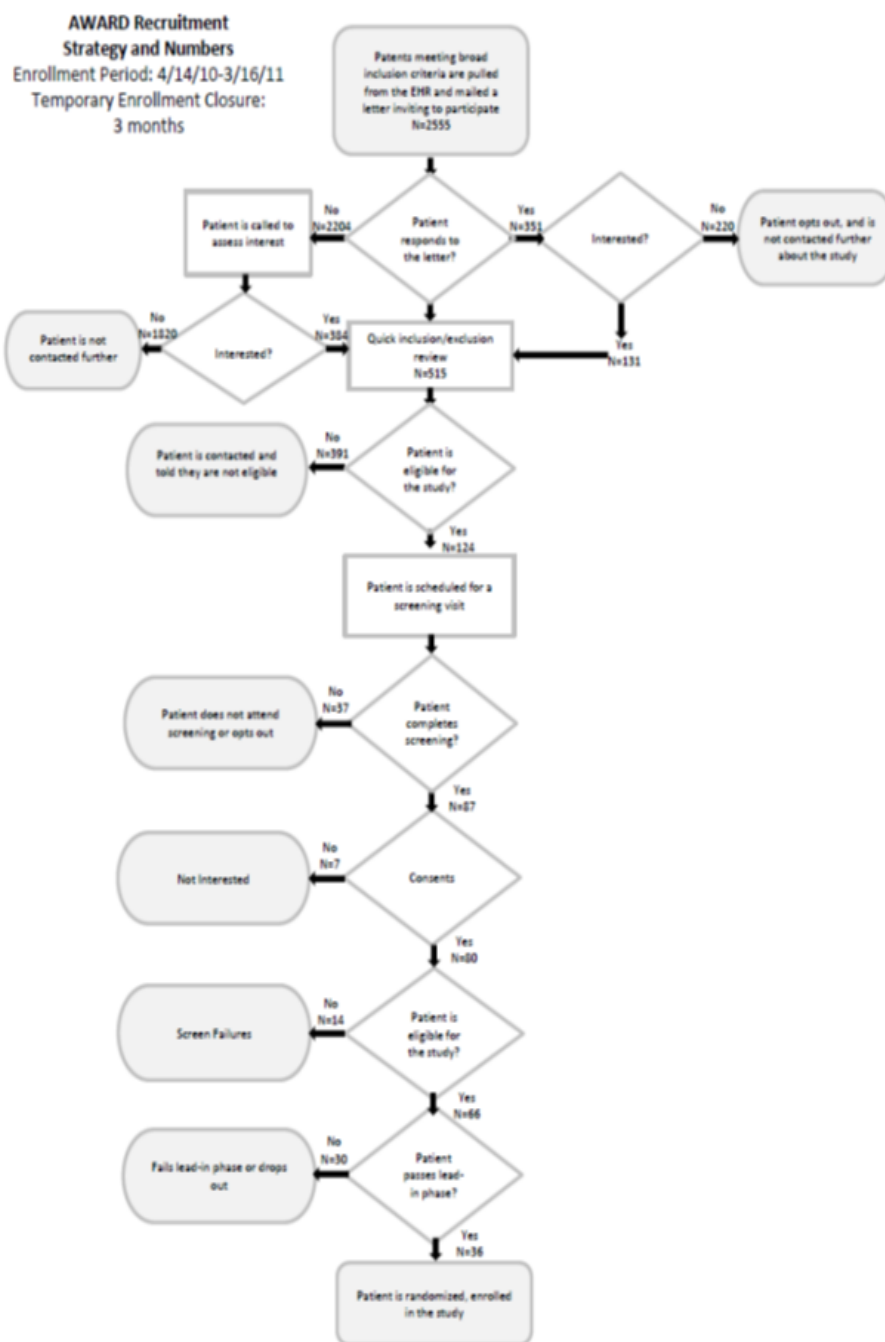 AWARD Recruitment
Strategy and Numbers
Enrollment Period: 4/14/10-3/16/11
Temporary Enrollment Closure:
3 months
Patents meeting broad
inclusion criteria are pulled
from the EHR and mailed a
letter inviting to participate
N=2555
Patient is called to
assess interest
No
N=2204
Patient
responds to
the letter?
Yes
N=351
Interested?
No
N=220
Patient opts out, and is
not contacted further
about the study
Patient is not
contacted further
No
N=1820
Interested?
Yes
N=384
Quick inclusion/exclusion
review
N=515
Yes
N=131
Patient is contacted and
told they are not eligible
No
N=391
Patient is
eligible for
the study?
Yes
N=124
Patient is scheduled for a
screening visit
Patient does not attend
screening or opts out
No
N=37
Patient
completes
screening?
Yes
N=87
Not Interested
No
N=7
Consents
Yes
N=80
Screen Failures
No
N=14
Patient is
eligible for
the study?
Yes
N=66
Fails lead-in phase or drops
out
No
N=30
Patient
passes lead-
in phase?
Yes
N=36
Patient is randomized, enrolled
in the study